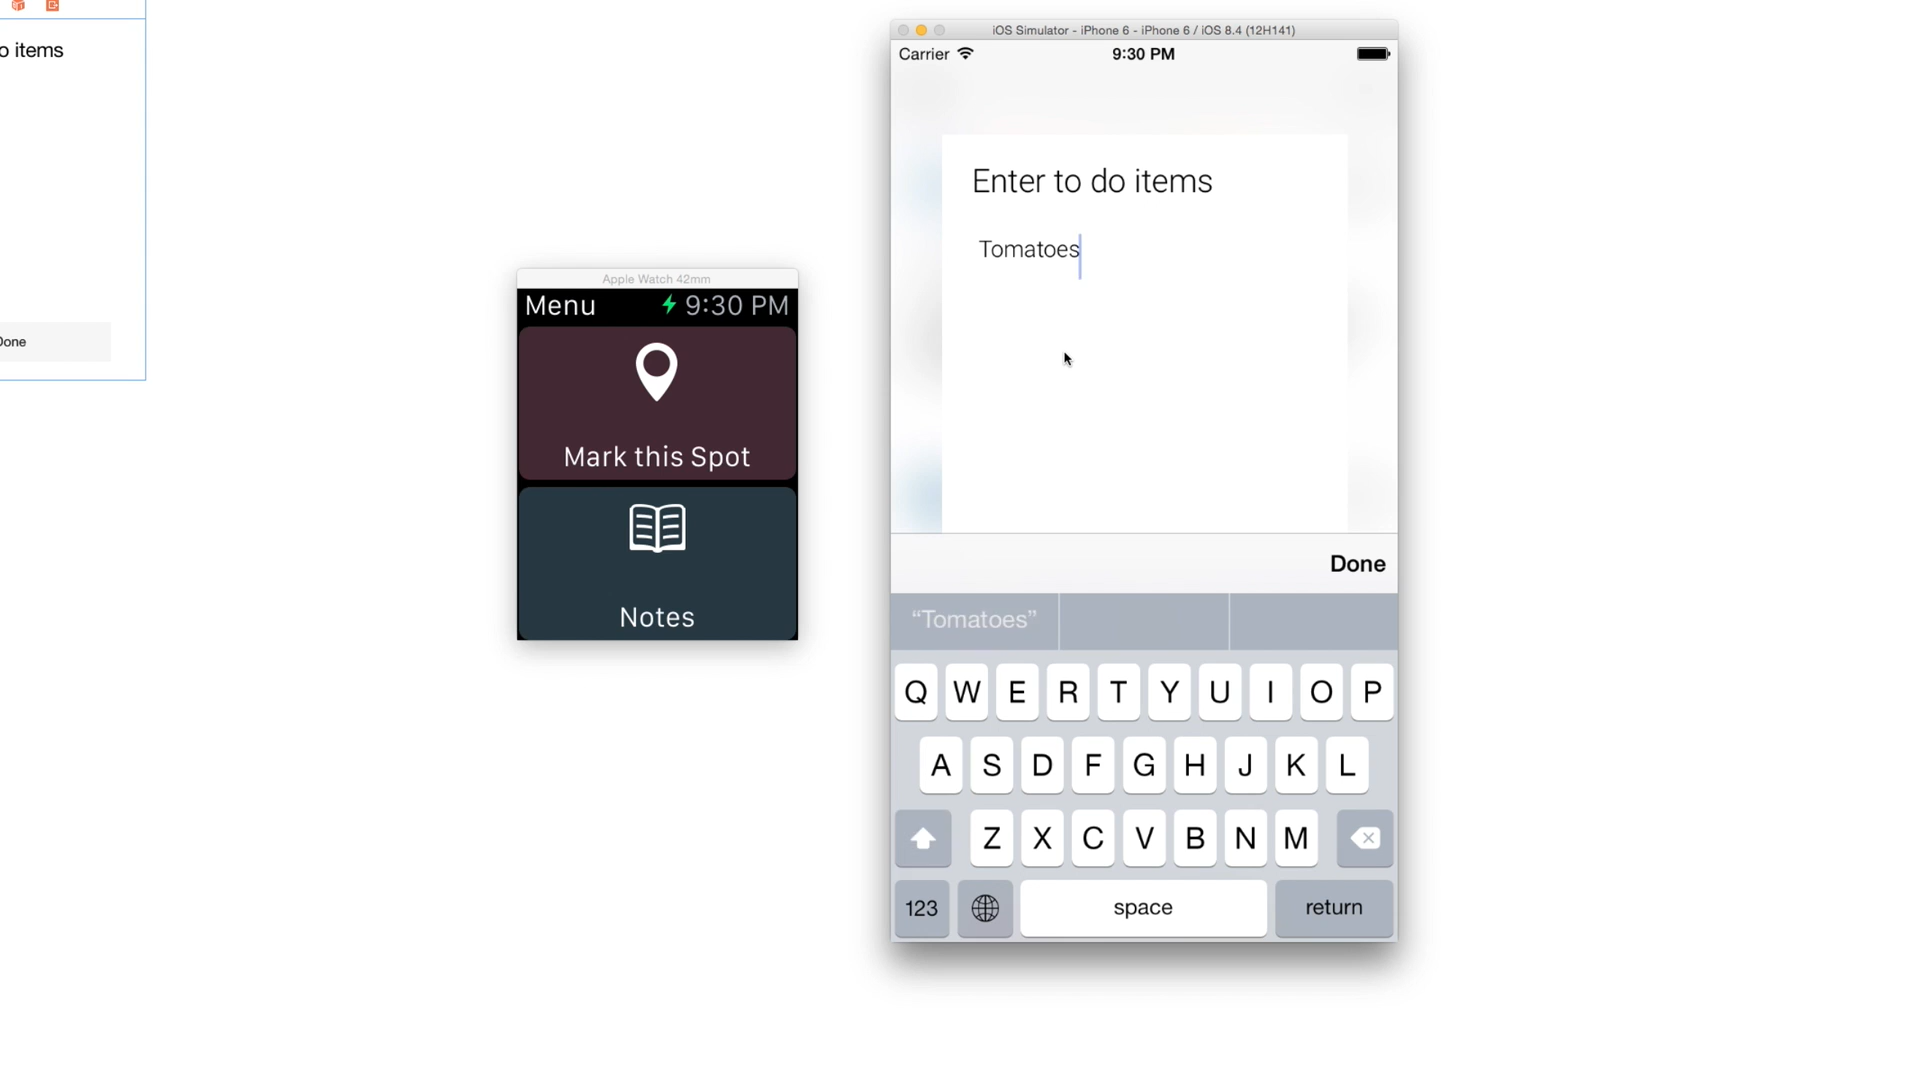 o items
Done
Apple Watch 42mm
Menu 9:30 PM
Mark this Spot
Notes
iOS Simulator - iPhone 6 - iPhone 6 / iOS 8.4 (12H141)
Carrier 9:30 PM
Enter to do items
Tomatoes
Done
“Tomatoes”
Q W E R T Y U I O P
A S D F G H J K L
Z X C V B N M
123 space return